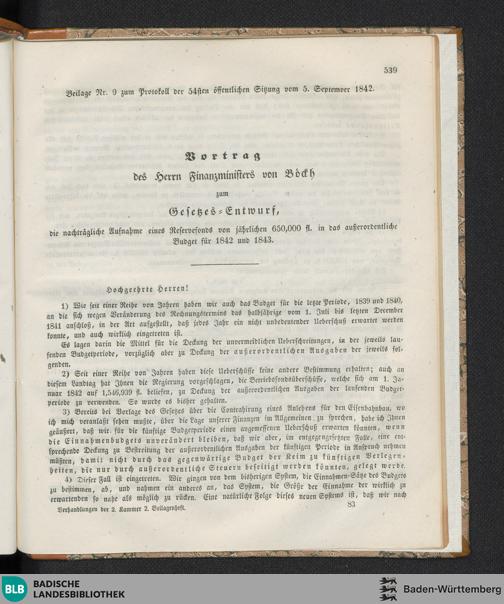 539
Beilage Nr. 9 zum Protokoll der 54sten öffentlichen Sitzung vom 5. September 1842.
Vortrag
des Herrn Finanzministers von Böckh
zum
Gesetzes-Entwurf,
die nachträgliche Aufnahme eines Reservefonds von jährlichen 650,000 fl. in das außerordentliche
Budget für 1842 und 1843.
Hochgeehrte Herren!
1) Wie seit einer Reihe von Jahren haben wir auch das Budget für die letzte Periode, 1839 und 1840,
an die sich wegen Veränderung des Rechnungstermins das halbjährige vom 1. Juli bis letzten December
1841 anschloß, in der Art aufgestellt, daß jedes Jahr ein nicht unbedeutender Ueberschuß erwartet werden
konnte, und auch wirklich eingetreten ist.
Es lagen darin die Mittel für die Deckung der unvermeidlichen Ueberschreitungen, in der jeweils lau-
fenden Budgetperiode, vorzüglich aber zu Deckung der außerordentlichen Ausgaben der jeweils fol-
genden.
2) Seit einer Reihe von Jahren haben diese Ueberschüsse keine andere Bestimmung erhalten; auch an
diesem Landtag hat Ihnen die Regierung vorgeschlagen, die Betriebsfondsüberschüsse, welche sich am 1. Ja-
nuar 1842 auf 1,546,939 fl. beliefen, zu Deckung der außerordentlichen Ausgaben der laufenden Budget-
periode zu verwenden. So wurde es bisher gehalten.
3) Bereits bei Vorlage des Gesetzes über die Contrahirung eines Anlehens für den Eisenbahnbau, wo
ich mich veranlaßt sehen mußte, über die Lage unserer Finanzen im Allgemeinen zu sprechen, habe ich Ihnen
geäußert, daß wir für die künftige Budgetperiode einen angemessenen Ueberschuß erwarten könnten, wenn
die Einnahmenbudgets unverändert bleiben, daß wir aber, im entgegengesetzten Falle, eine ent-
sprechende Deckung zu Bestreitung der außerordentlichen Ausgaben der künftigen Periode in Anspruch nehmen
müßten, damit nicht durch das gegenwärtige Budget der Keim zu künftigen Verlegen-
heiten, die nur durch außerordentliche Steuern beseitigt werden könnten, gelegt werde.
4) Dieser Fall ist eingetreten. Wir gingen von dem bisherigen System, die Einnahmen-Sätze des Budgets
zu bestimmen, ab, und nahmen ein anderes an, das System, die Größe der Einnahme der wirklich zu
erwartenden so nahe als möglich zu rücken. Eine natürliche Folge dieses neuen Systems ist, daß wir nach
Verhandlungen der 2. Kammer 2. Beilagenheft.
83
BLB
BADISCHE
LANDESBIBLIOTHEK
Baden-Württemberg